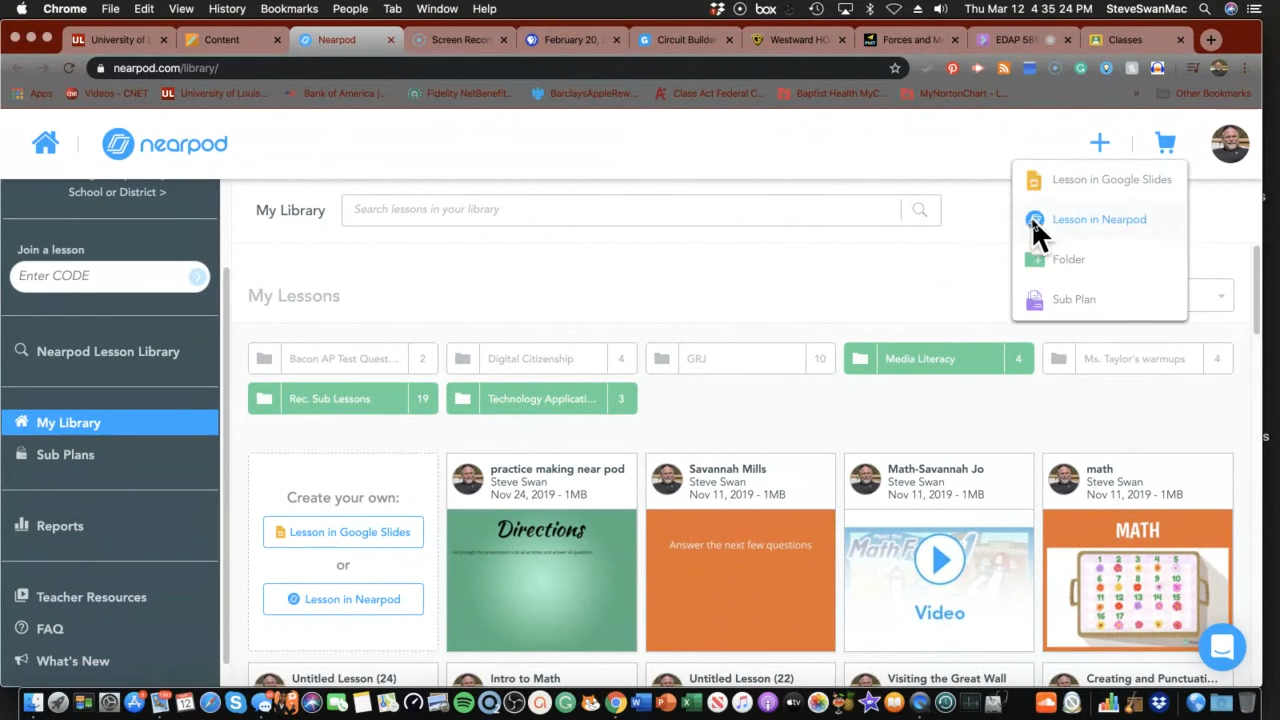 Chrome File Edit View History Bookmarks People Tab Window Help box Thu Mar 12 4:35:24 PM SteveSwanMac
University of L Content Nearpod Screen Recor February 20, Circuit Builde Westward HO Forces and M EDAP 58 Classes
nearpod.com/library/
Apps Videos - CNET University of Louis... Bank of America |... Fidelity NetBenefit... BarclaysAppleRew... Class Act Federal C... Baptist Health MyC... MyNortonChart - L... » Other Bookmarks
nearpod
School or District >
Join a lesson
Enter CODE
Nearpod Lesson Library
My Library
Sub Plans
Reports
Teacher Resources
FAQ
What's New
My Library Search lessons in your library
Lesson in Google Slides
Lesson in Nearpod
Folder
Sub Plan
My Lessons
Bacon AP Test Quest... 2 Digital Citizenship 4 GRJ 10 Media Literacy 4 Ms. Taylor's warmups 4
Rec. Sub Lessons 19 Technology Applicati... 3
Create your own:
Lesson in Google Slides
or
Lesson in Nearpod
practice making near pod
Steve Swan
Nov 24, 2019 - 1MB
Directions
Savannah Mills
Steve Swan
Nov 11, 2019 - 1MB
Answer the next few questions
Math-Savannah Jo
Steve Swan
Nov 11, 2019 - 1MB
Video
math
Steve Swan
Nov 11, 2019 - 1MB
MATH
Untitled Lesson (24) Intro to Math Untitled Lesson (22) Visiting the Great Wall Creating and Punctuati...